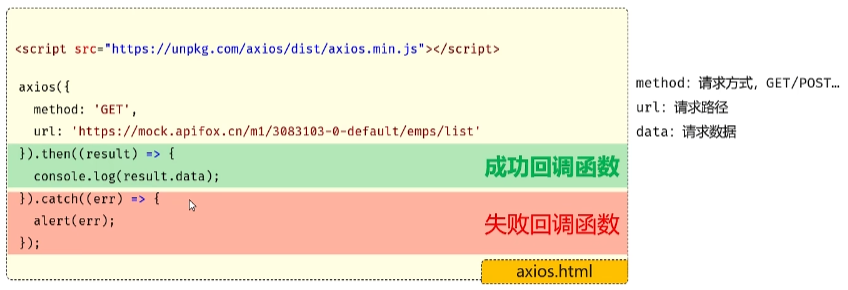 <script src="https://unpkg.com/axios/dist/axios.min.js"></script>
axios({
  method: 'GET',
  url: 'https://mock.apifox.cn/m1/3083103-0-default/emps/list'
}).then((result) => {
  console.log(result.data);
}).catch((err) => {
  alert(err);
});
成功回调函数
失败回调函数
axios.html
method: 请求方式, GET/POST…
url: 请求路径
data: 请求数据